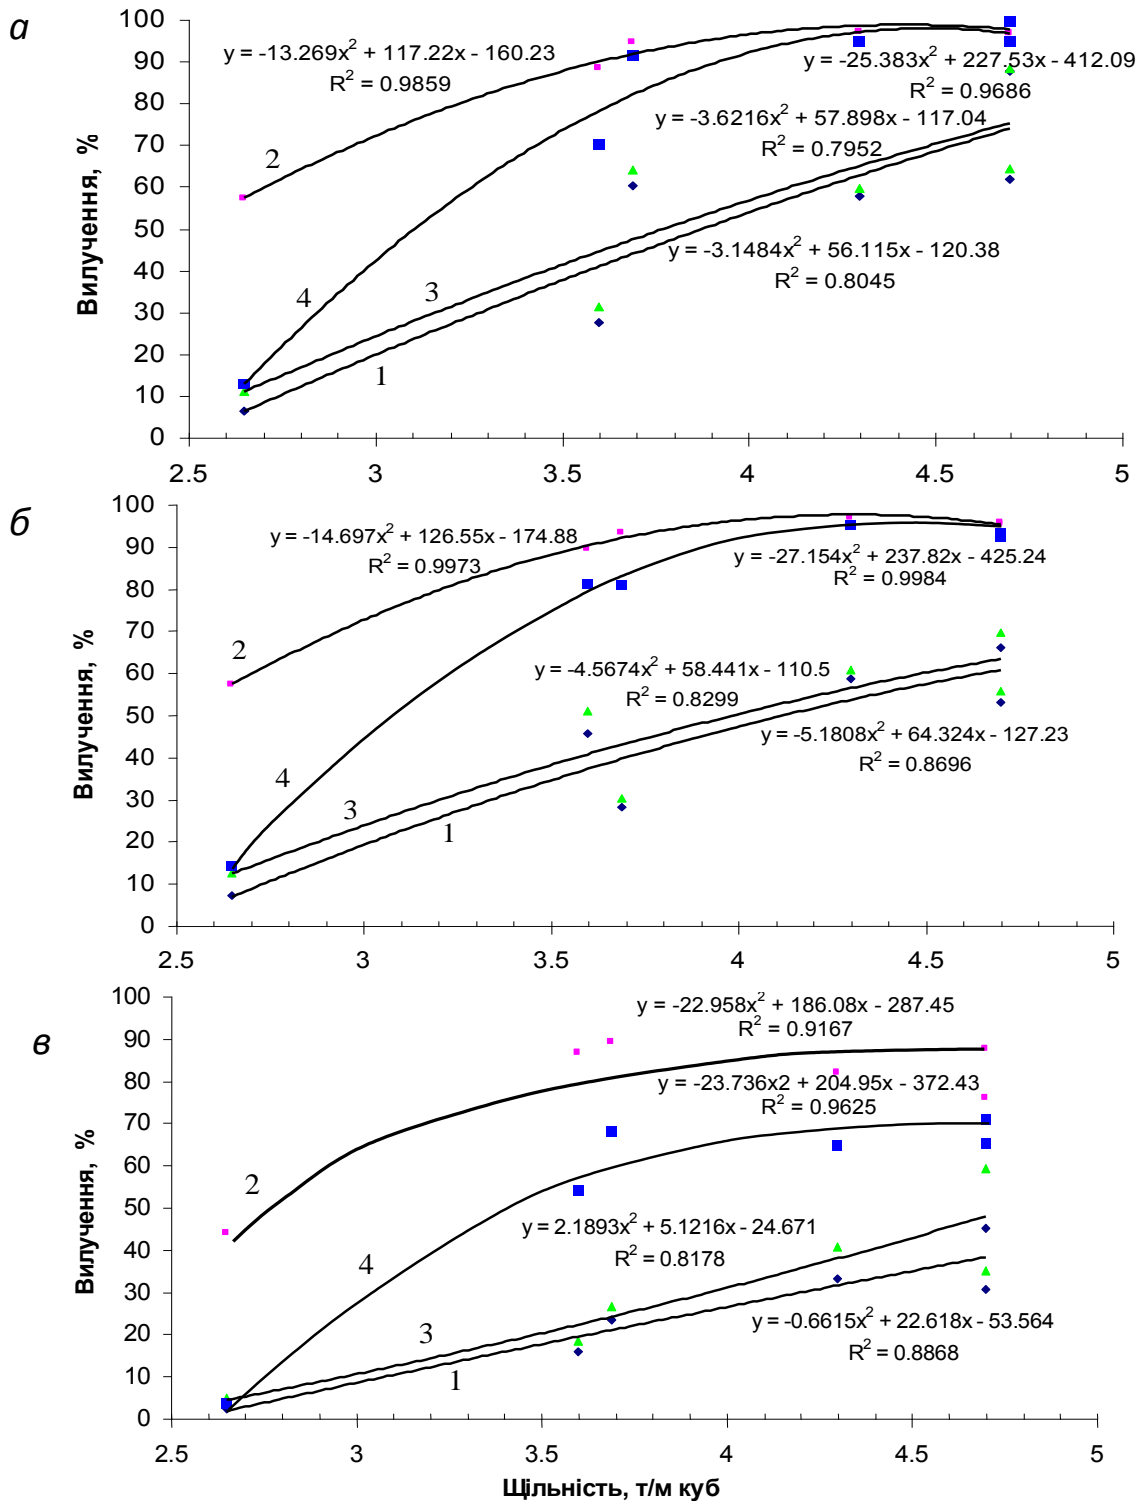 а
100
90
80
70
60
50
40
30
20
10
0
Вилучення, %
y = -13.269x² + 117.22x - 160.23
R² = 0.9859
y = -25.383x² + 227.53x - 412.09
R² = 0.9686
y = -3.6216x² + 57.898x - 117.04
R² = 0.7952
y = -3.1484x² + 56.115x - 120.38
R² = 0.8045
2
4
3
1
2.5 3 3.5 4 4.5 5
б
100
90
80
70
60
50
40
30
20
10
0
Вилучення, %
y = -14.697x² + 126.55x - 174.88
R² = 0.9973
y = -27.154x² + 237.82x - 425.24
R² = 0.9984
y = -4.5674x² + 58.441x - 110.5
R² = 0.8299
y = -5.1808x² + 64.324x - 127.23
R² = 0.8696
2
4
3
1
2.5 3 3.5 4 4.5 5
в
100
90
80
70
60
50
40
30
20
10
0
Вилучення, %
y = -22.958x² + 186.08x - 287.45
R² = 0.9167
y = -23.736x2 + 204.95x - 372.43
R² = 0.9625
y = 2.1893x² + 5.1216x - 24.671
R² = 0.8178
y = -0.6615x² + 22.618x - 53.564
R² = 0.8868
2
4
3
1
2.5 3 3.5 4 4.5 5
Щільність, т/м куб